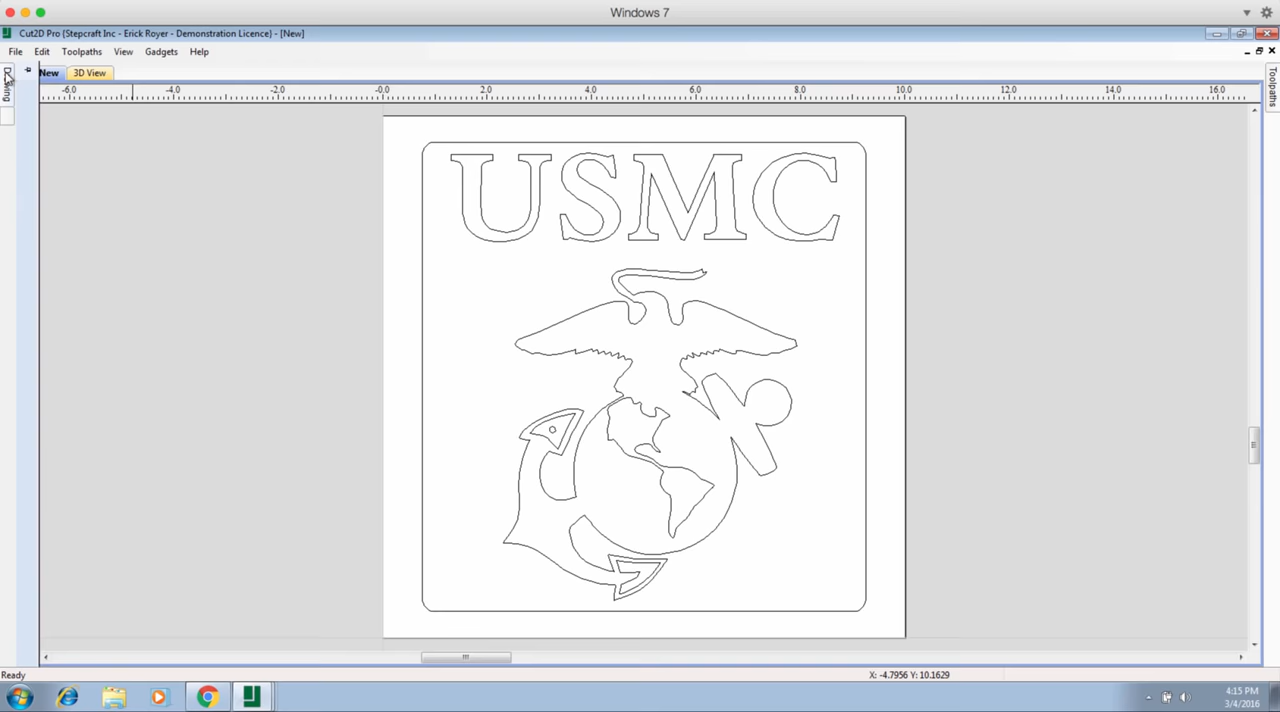 Windows 7
Cut2D Pro {Stepcraft Inc - Erick Royer - Demonstration Licence} - [New]
File Edit Toolpaths View Gadgets Help
New 3D View
-6.0 -4.0 -2.0 -0.0 2.0 4.0 6.0 8.0 10.0 12.0 14.0 16.0
Toolpaths
USMC
Ready
X: -4.7956 Y: 10.1629
4:15 PM
3/4/2016